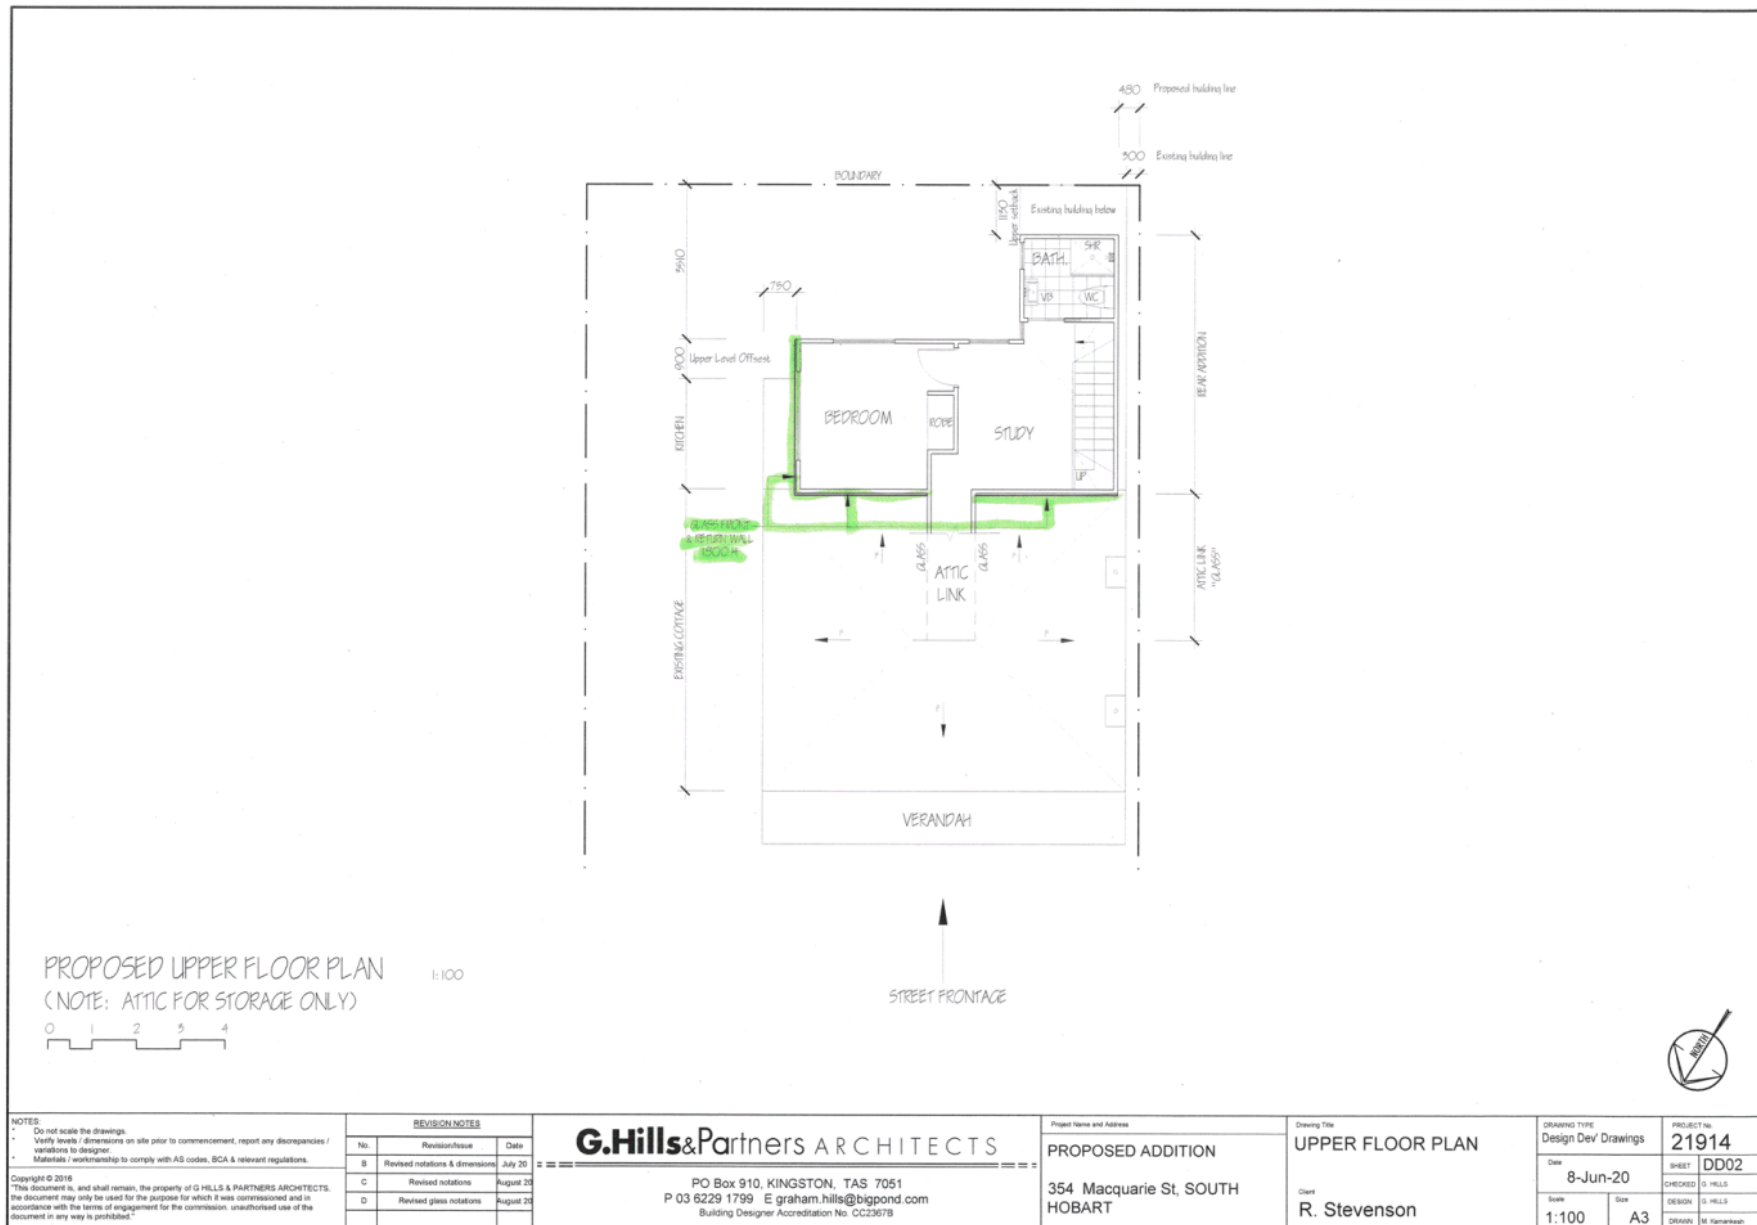 480 Proposed building line
300 Existing building line
BOUNDARY
1130
Upper setback
Existing building below
3510
750
BATH.
SHR
VB
WC
900
Upper Level Offsest
KITCHEN
BEDROOM
ROBE
STUDY
UP
REAR ADDITION
GLASS FRONT
& RETURN WALL
1800 H
GLASS
GLASS
F
F
ATTIC
LINK
ATTIC LINK
"GLASS"
F
F
EXISTING COTTAGE
F
VERANDAH
STREET FRONTAGE
PROPOSED UPPER FLOOR PLAN 1:100
(NOTE: ATTIC FOR STORAGE ONLY)
0 1 2 3 4
NORTH
NOTES:
* Do not scale the drawings.
* Verify levels / dimensions on site prior to commencement, report any discrepancies /
variations to designer.
* Materials / workmanship to comply with AS codes, BCA & relevant regulations.
Copyright © 2016
"This document is, and shall remain, the property of G HILLS & PARTNERS ARCHITECTS.
the document may only be used for the purpose for which it was commissioned and in
accordance with the terms of engagement for the commission. unauthorised use of the
document in any way is prohibited."
REVISION NOTES
No. Revision/Issue Date
B Revised notations & dimensions July 20
C Revised notations August 20
D Revised glass notations August 20
G.Hills&Partners ARCHITECTS
PO Box 910, KINGSTON, TAS 7051
P 03 6229 1799 E graham.hills@bigpond.com
Building Designer Accreditation No. CC2367B
Project Name and Address
PROPOSED ADDITION
354 Macquarie St, SOUTH
HOBART
Drawing Title
UPPER FLOOR PLAN
Client
R. Stevenson
DRAWING TYPE
Design Dev' Drawings
Date
8-Jun-20
Scale
1:100
Size
A3
PROJECT No.
21914
SHEET DD02
CHECKED G. HILLS
DESIGN G. HILLS
DRAWN